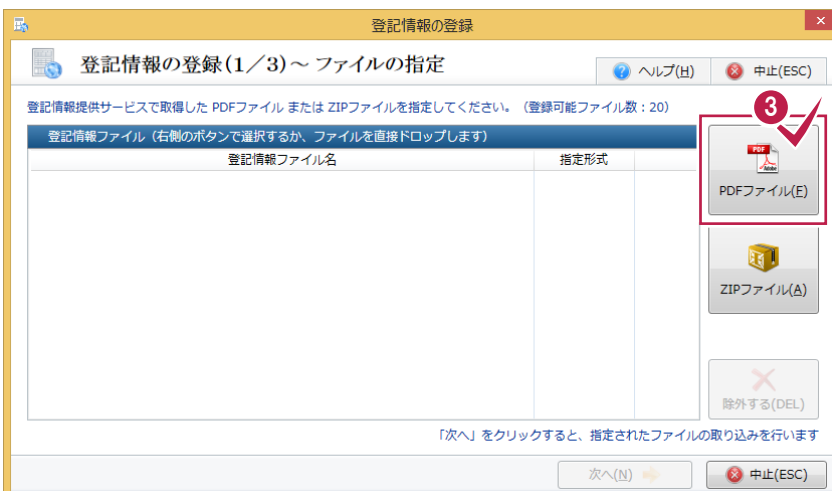 登記情報の登録
登記情報の登録(1/3)～ ファイルの指定
ヘルプ(H)
中止(ESC)
登記情報提供サービスで取得した PDFファイル または ZIPファイルを指定してください。（登録可能ファイル数：20）
3
登記情報ファイル（右側のボタンで選択するか、ファイルを直接ドロップします）
登記情報ファイル名
指定形式
PDF
Adobe
PDFファイル(F)
ZIPファイル(A)
除外する(DEL)
「次へ」をクリックすると、指定されたファイルの取り込みを行います
次へ(N)
中止(ESC)